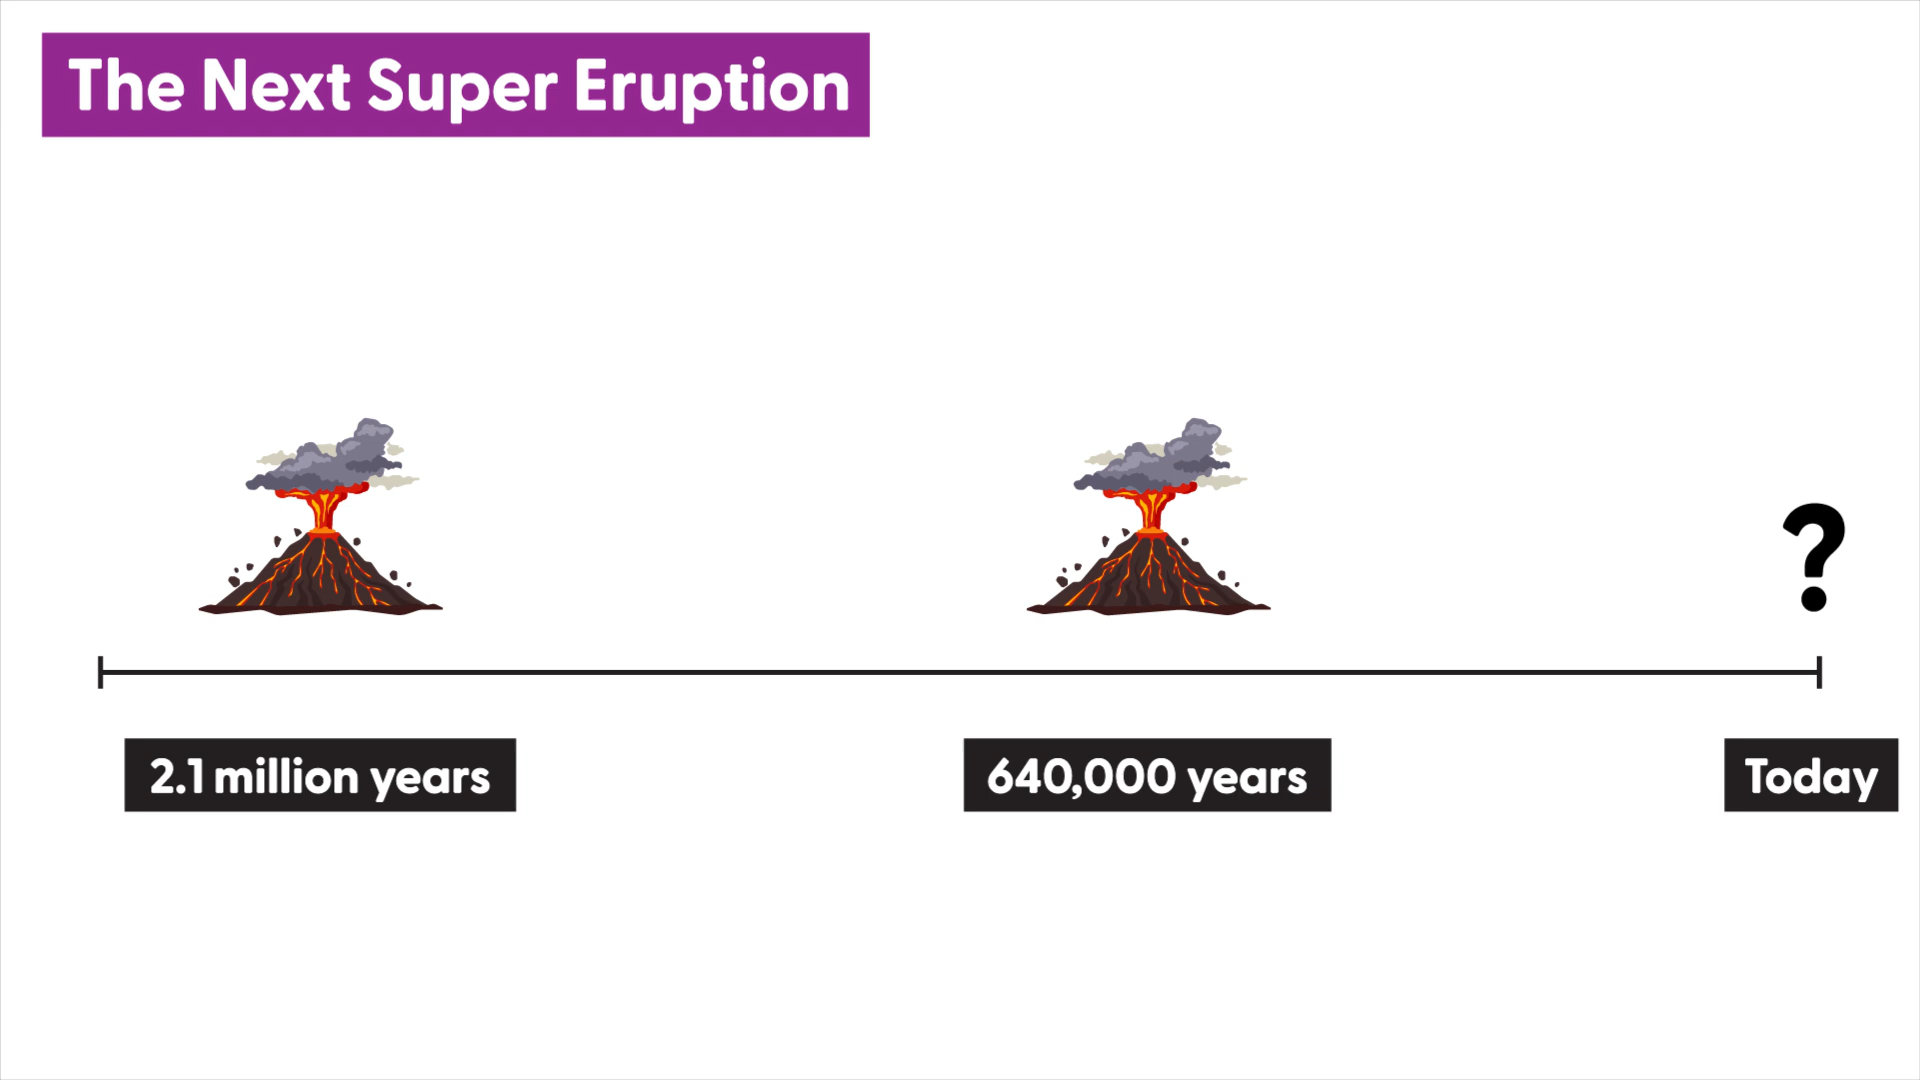 The Next Super Eruption
?
2.1 million years
640,000 years
Today